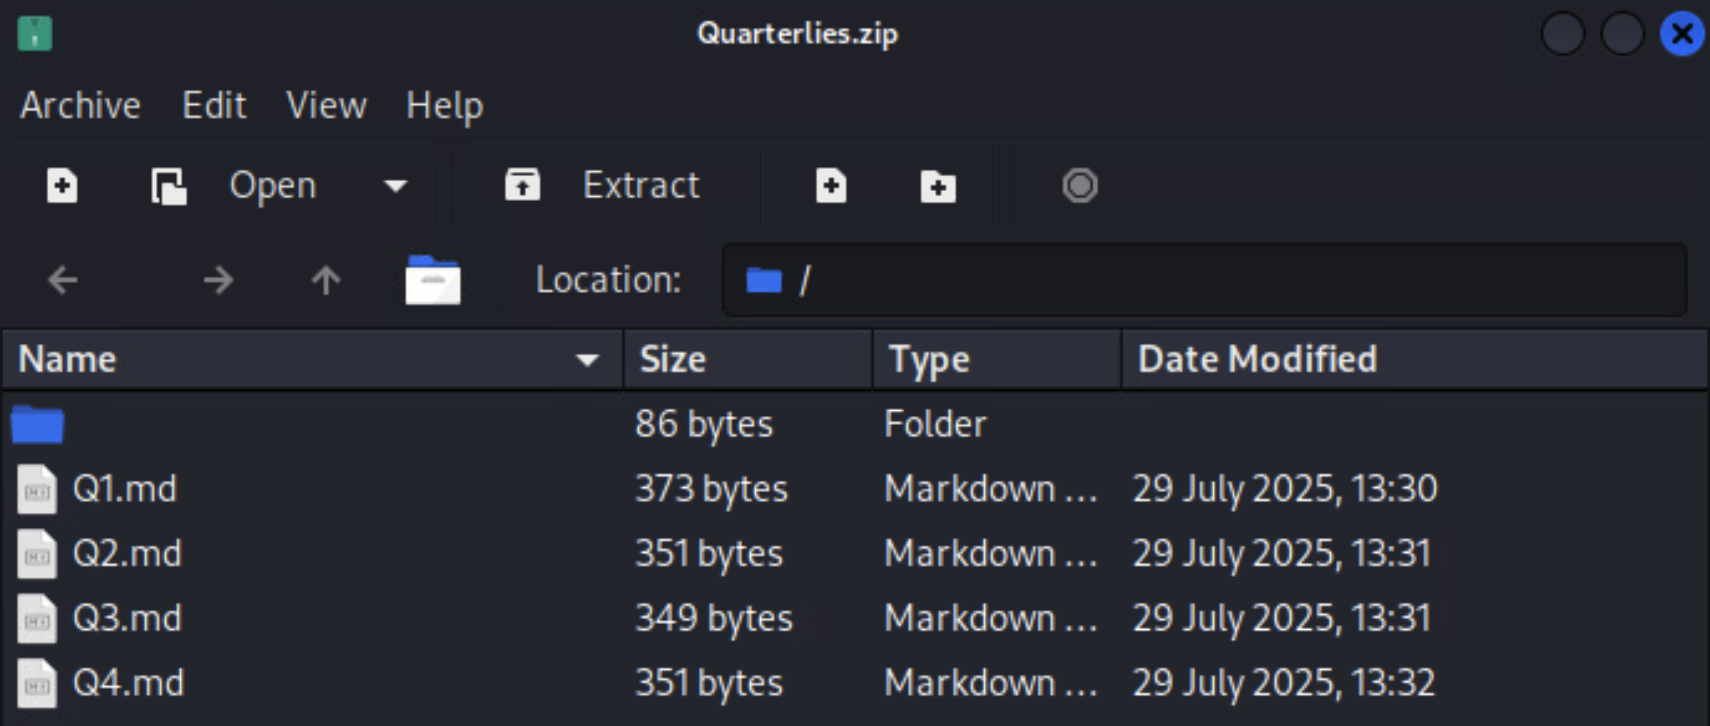 Quarterlies.zip
Archive Edit View Help
Open Extract
Location: /
Name Size Type Date Modified
86 bytes Folder
Q1.md 373 bytes Markdown ... 29 July 2025, 13:30
Q2.md 351 bytes Markdown ... 29 July 2025, 13:31
Q3.md 349 bytes Markdown ... 29 July 2025, 13:31
Q4.md 351 bytes Markdown ... 29 July 2025, 13:32